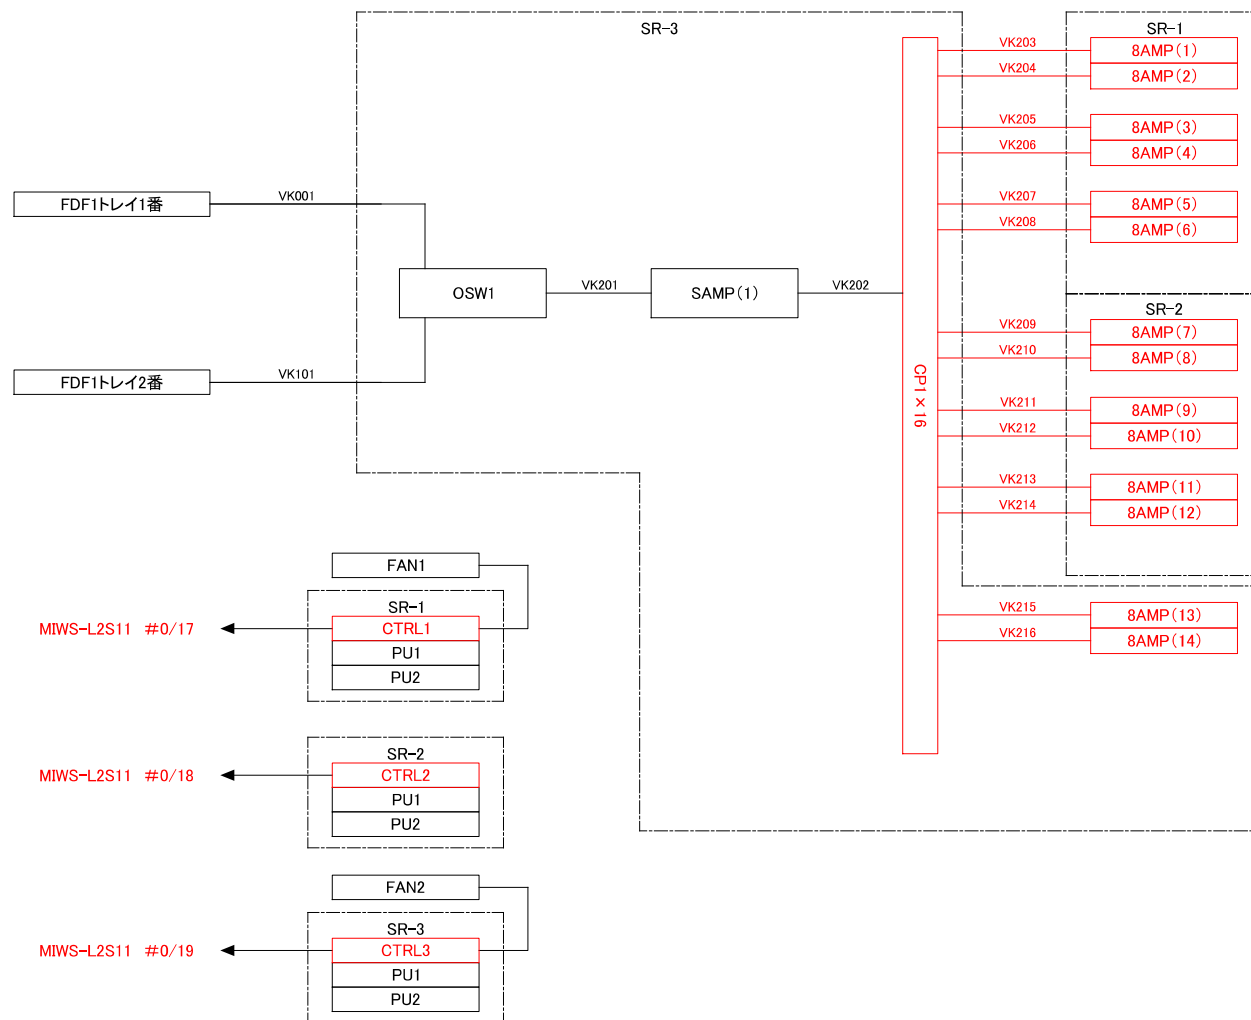 SR-3
SR-1
VK203
8AMP(1)
VK204
8AMP(2)
VK205
8AMP(3)
VK206
8AMP(4)
FDF1トレイ1番
VK001
VK207
8AMP(5)
VK208
8AMP(6)
OSW1
VK201
SAMP(1)
VK202
SR-2
VK209
8AMP(7)
VK210
8AMP(8)
FDF1トレイ2番
VK101
CP1×16
VK211
8AMP(9)
VK212
8AMP(10)
VK213
8AMP(11)
VK214
8AMP(12)
VK215
8AMP(13)
VK216
8AMP(14)
FAN1
SR-1
MIWS-L2S11 #0/17
CTRL1
PU1
PU2
SR-2
MIWS-L2S11 #0/18
CTRL2
PU1
PU2
FAN2
SR-3
MIWS-L2S11 #0/19
CTRL3
PU1
PU2